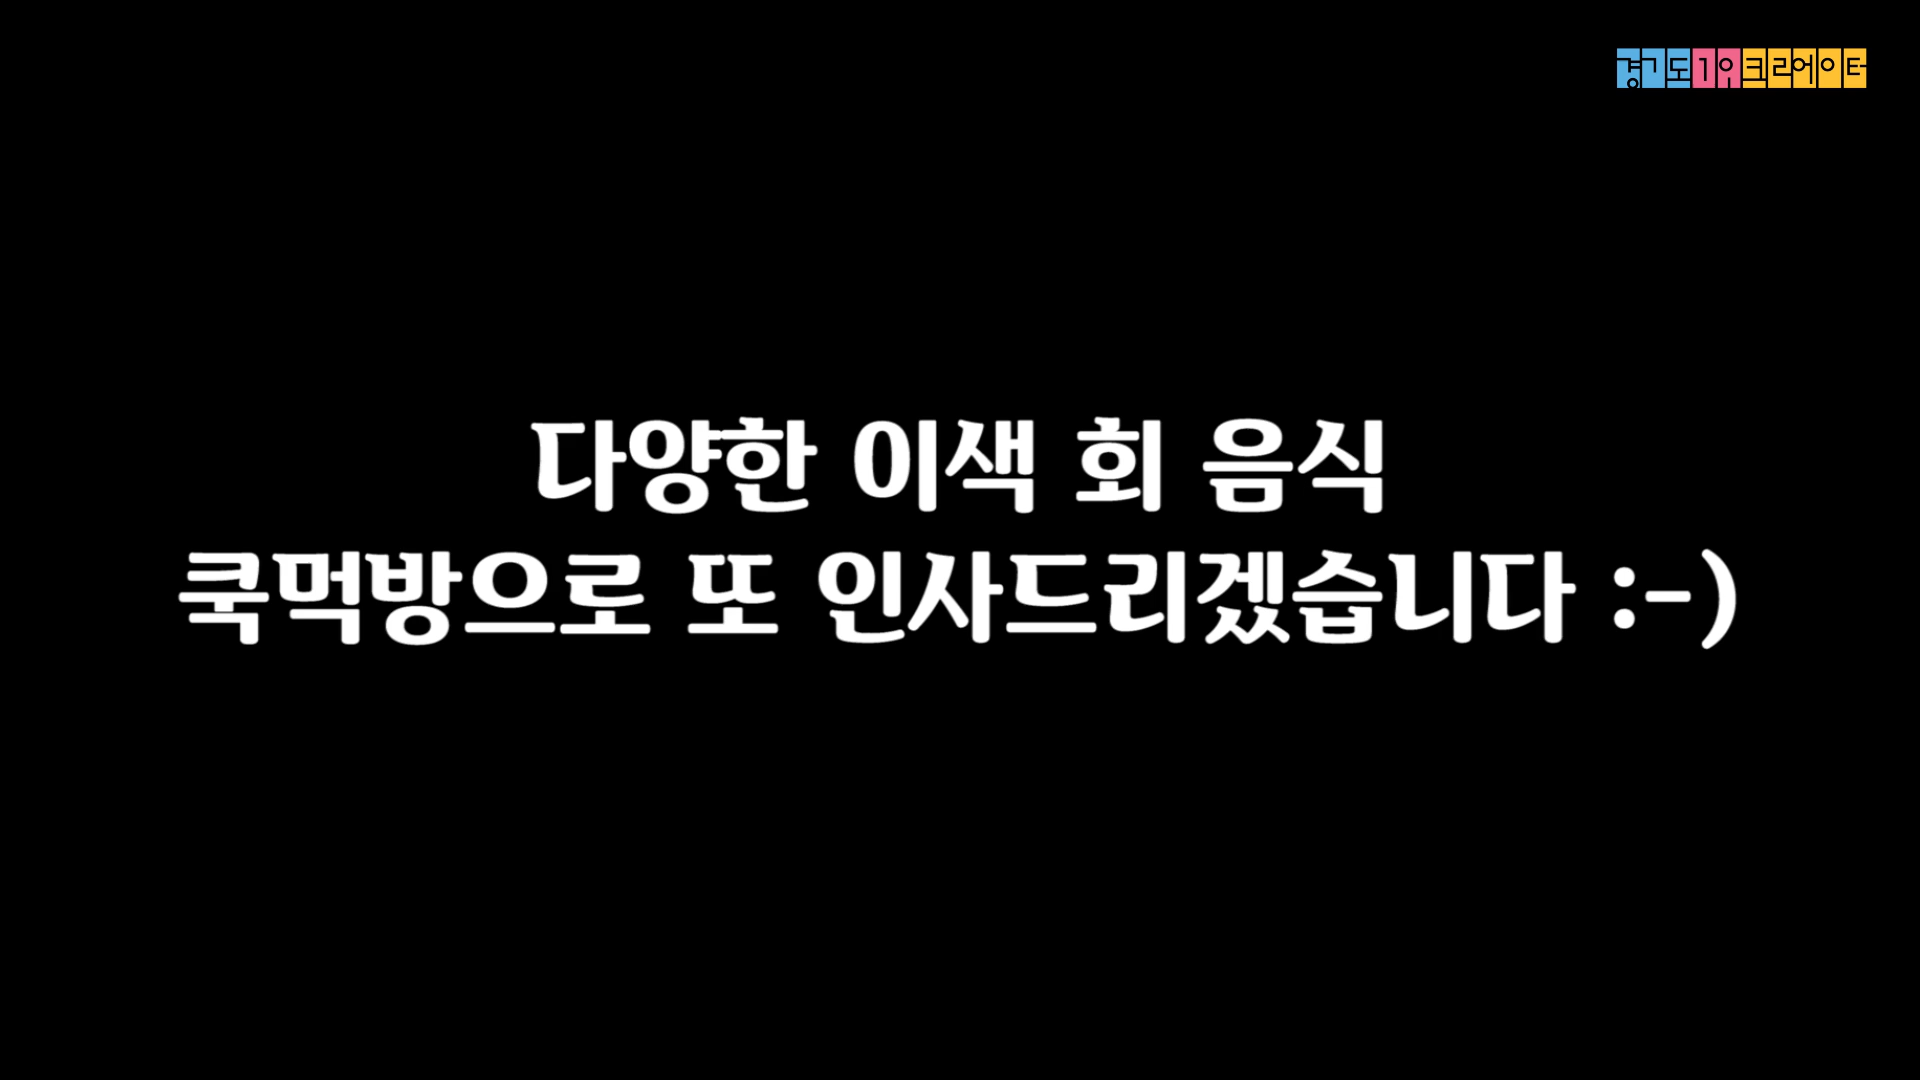 경기도1인크리에이터
다양한 이색 회 음식
쿡먹방으로 또 인사드리겠습니다 :-)